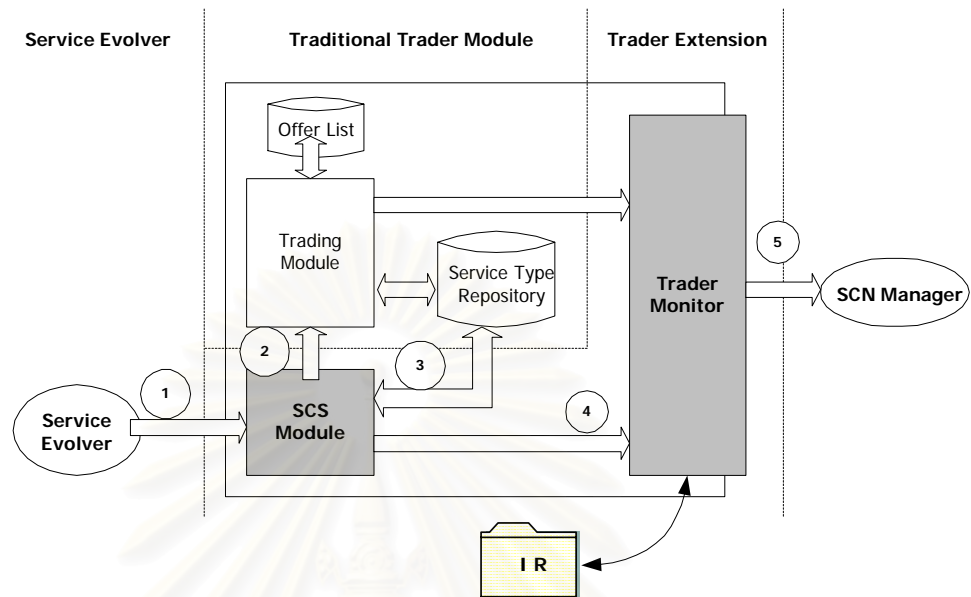 Service Evolver
Traditional Trader Module
Trader Extension
Offer List
Trading
Module
Service Type
Repository
5
Trader
Monitor
SCN Manager
2
3
1
SCS
Module
4
Service
Evolver
I R